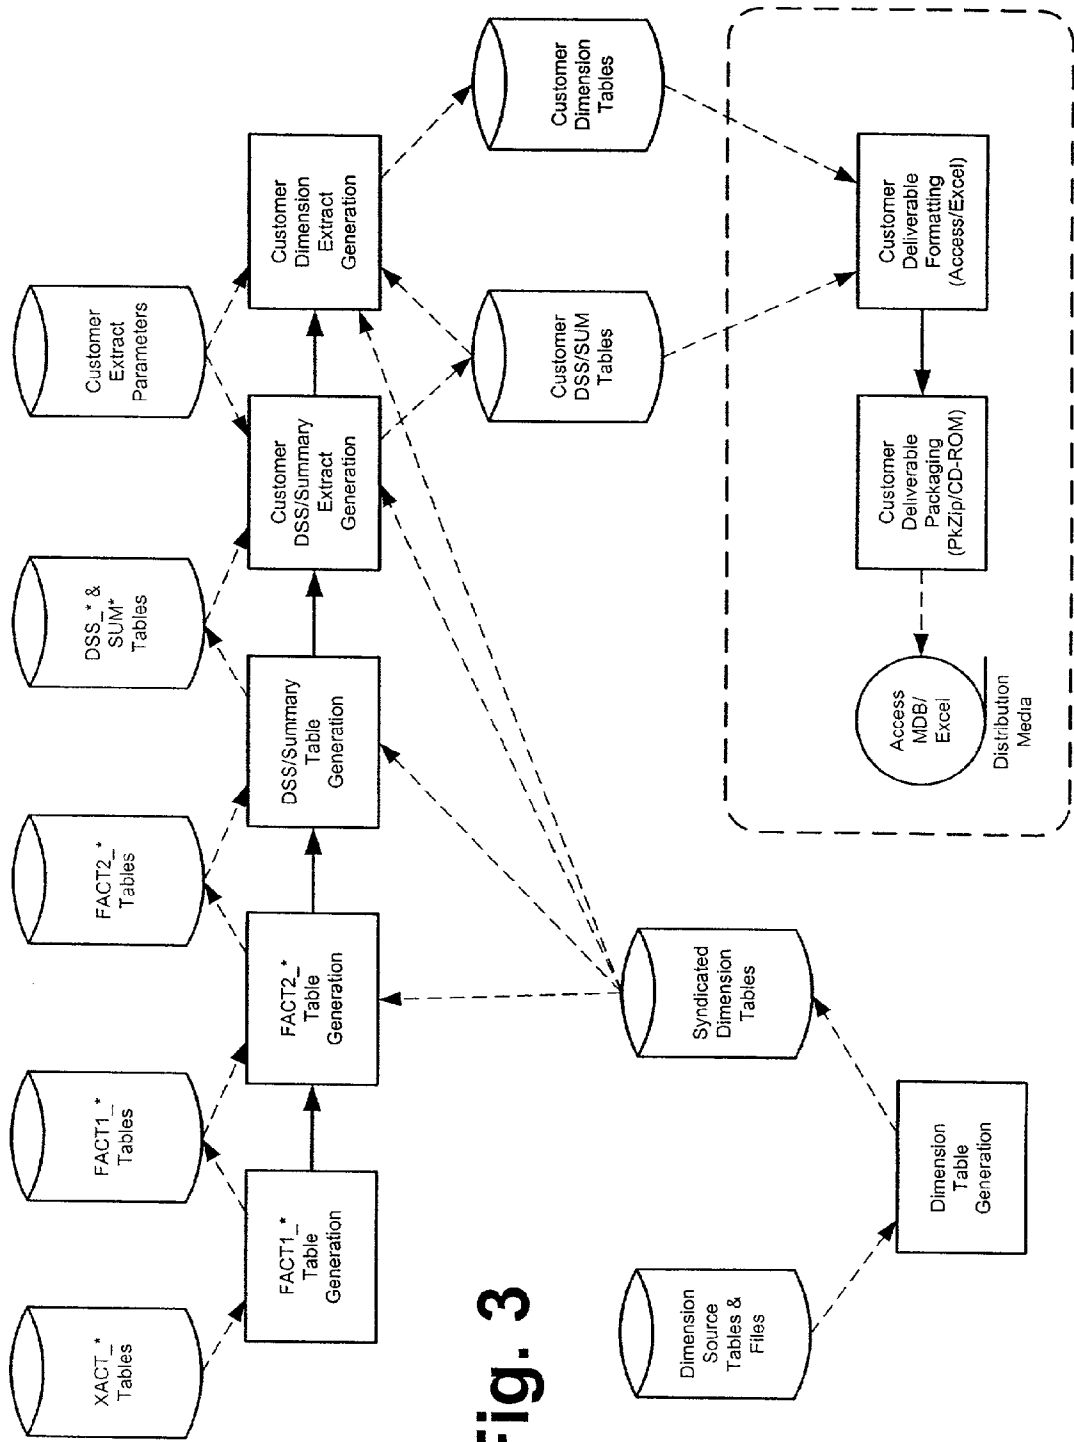 XACT_*
Tables
FACT1_*
Tables
FACT2_*
Tables
DSS_* &
SUM*
Tables
Customer
Extract
Parameters
FACT1_*
Table
Generation
FACT2_*
Table
Generation
DSS/Summary
Table
Generation
Customer
DSS/Summary
Extract
Generation
Customer
Dimension
Extract
Generation
Customer
DSS/SUM
Tables
Customer
Dimension
Tables
Fig. 3
Dimension
Source
Tables &
Files
Syndicated
Dimension
Tables
Dimension
Table
Generation
Access
MDB/
Excel
Distribution
Media
Customer
Deliverable
Packaging
(PkZip/CD-ROM)
Customer
Deliverable
Formatting
(Access/Excel)